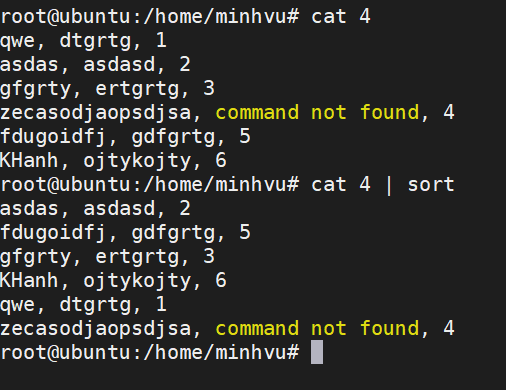 root@ubuntu:/home/minhvu# cat 4
qwe, dtgrtg, 1
asdas, asdasd, 2
gfgrty, ertgrtg, 3
zecasodjaopsdjsa, command not found, 4
fdugoidfj, gdfgrtg, 5
KHanh, ojtykojty, 6
root@ubuntu:/home/minhvu# cat 4 | sort
asdas, asdasd, 2
fdugoidfj, gdfgrtg, 5
gfgrty, ertgrtg, 3
KHanh, ojtykojty, 6
qwe, dtgrtg, 1
zecasodjaopsdjsa, command not found, 4
root@ubuntu:/home/minhvu#